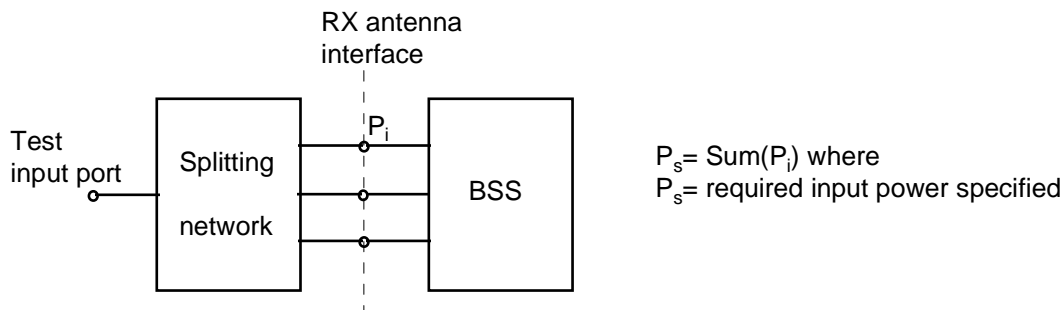 RX antenna
interface
P_i
Test
input port
Splitting
network
BSS
P_s= Sum(P_i) where
P_s= required input power specified